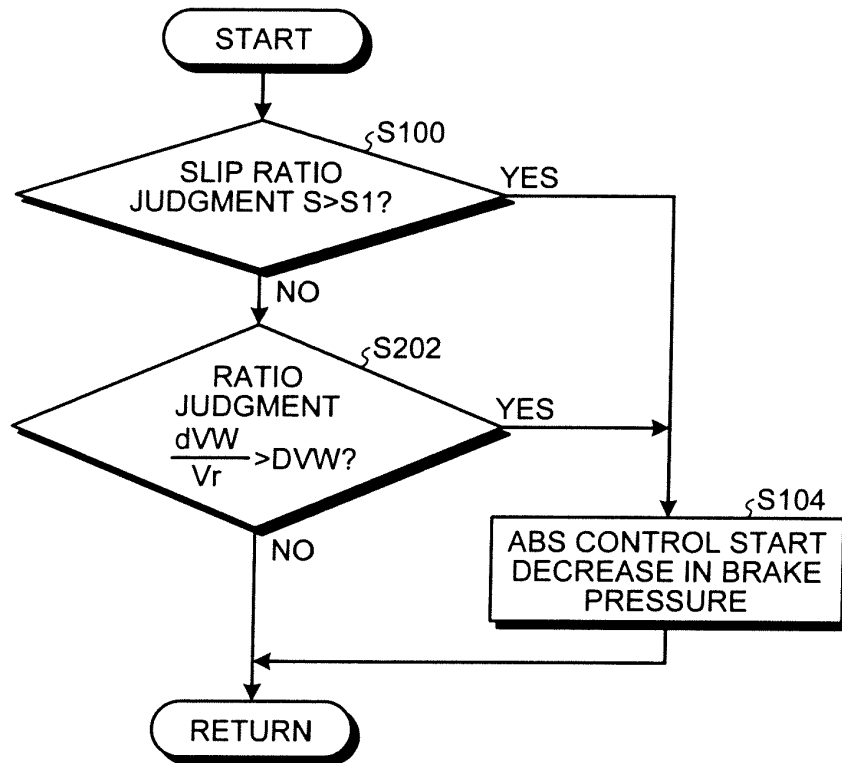 START
S100
SLIP RATIO
JUDGMENT S>S1?
YES
NO
S202
RATIO
JUDGMENT
dVW
Vr
>DVW?
YES
NO
S104
ABS CONTROL START
DECREASE IN BRAKE
PRESSURE
RETURN